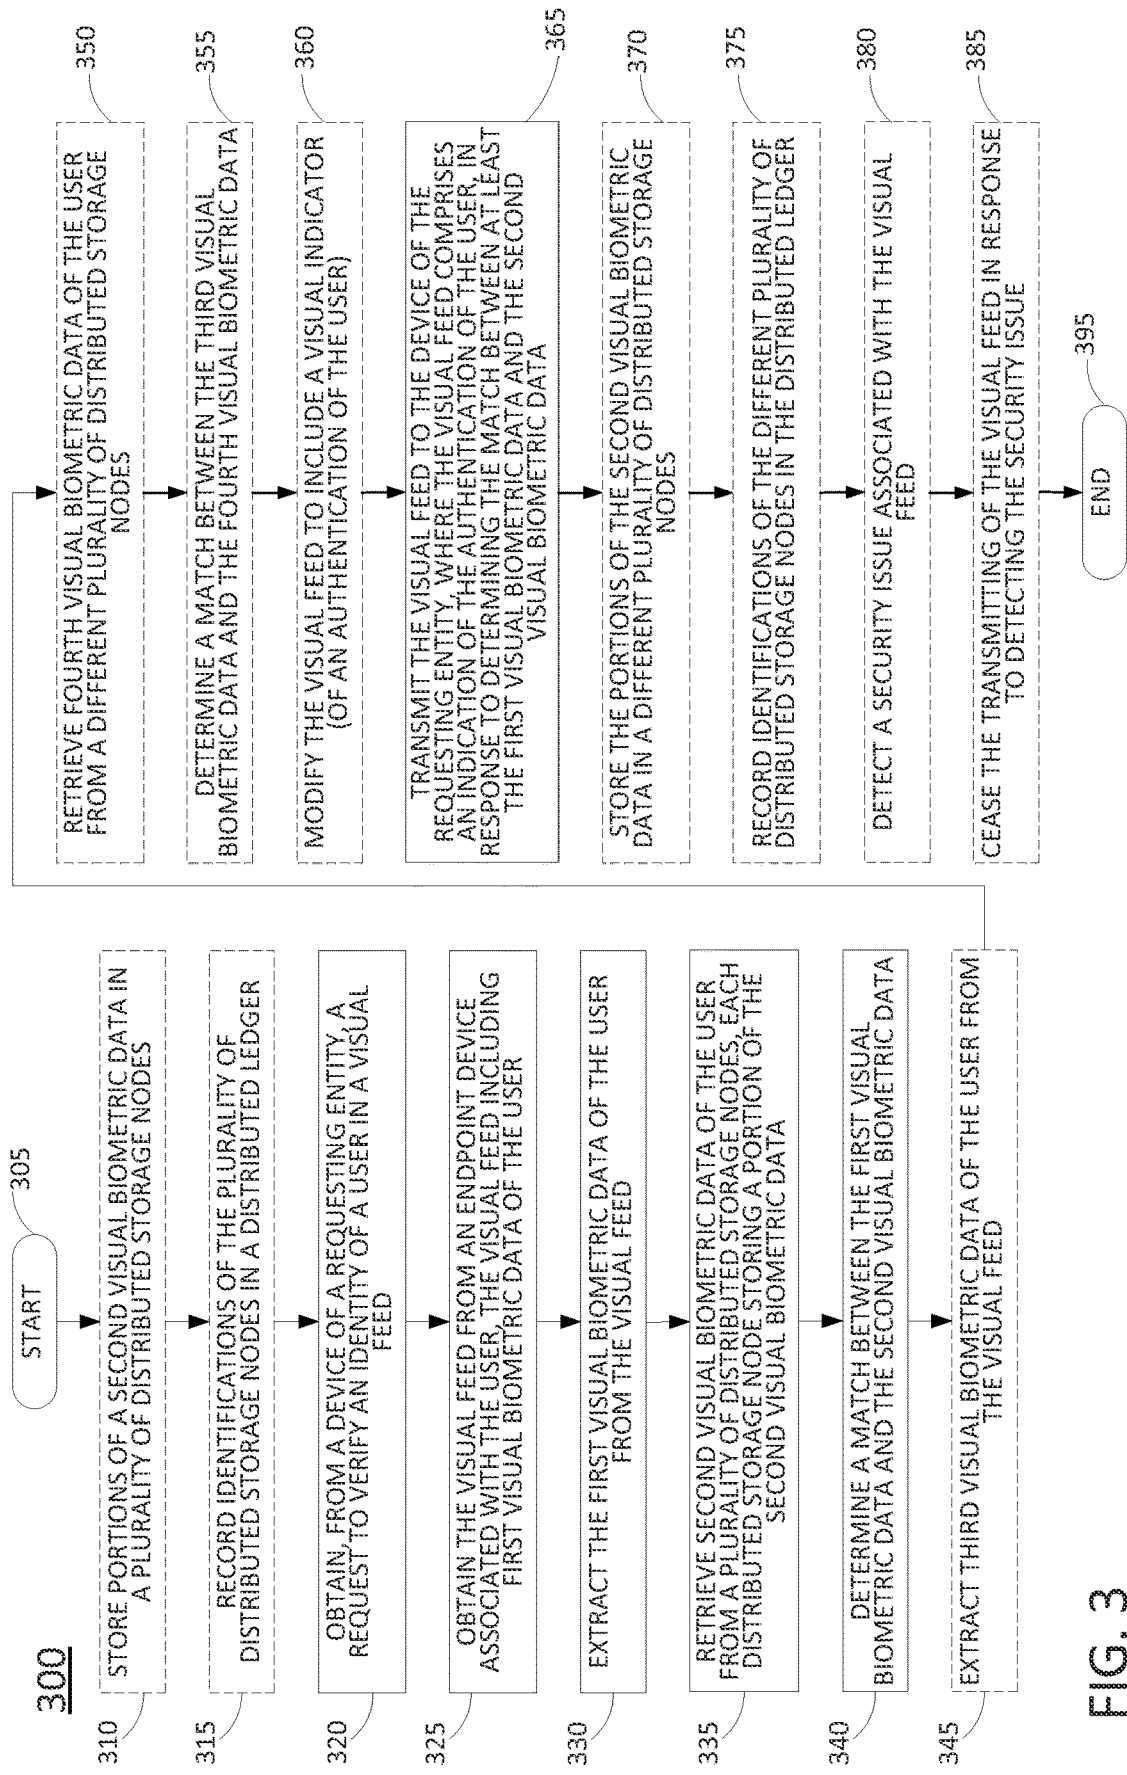 300
START
305
STORE PORTIONS OF A SECOND VISUAL BIOMETRIC DATA IN
A PLURALITY OF DISTRIBUTED STORAGE NODES
310
RECORD IDENTIFICATIONS OF THE PLURALITY OF
DISTRIBUTED STORAGE NODES IN A DISTRIBUTED LEDGER
315
OBTAIN, FROM A DEVICE OF A REQUESTING ENTITY, A
REQUEST TO VERIFY AN IDENTITY OF A USER IN A VISUAL
FEED
320
OBTAIN THE VISUAL FEED FROM AN ENDPOINT DEVICE
ASSOCIATED WITH THE USER, THE VISUAL FEED INCLUDING
FIRST VISUAL BIOMETRIC DATA OF THE USER
325
EXTRACT THE FIRST VISUAL BIOMETRIC DATA OF THE USER
FROM THE VISUAL FEED
330
RETRIEVE SECOND VISUAL BIOMETRIC DATA OF THE USER
FROM A PLURALITY OF DISTRIBUTED STORAGE NODES, EACH
DISTRIBUTED STORAGE NODE STORING A PORTION OF THE
SECOND VISUAL BIOMETRIC DATA
335
DETERMINE A MATCH BETWEEN THE FIRST VISUAL
BIOMETRIC DATA AND THE SECOND VISUAL BIOMETRIC DATA
340
EXTRACT THIRD VISUAL BIOMETRIC DATA OF THE USER FROM
THE VISUAL FEED
345
RETRIEVE FOURTH VISUAL BIOMETRIC DATA OF THE USER
FROM A DIFFERENT PLURALITY OF DISTRIBUTED STORAGE
NODES
350
DETERMINE A MATCH BETWEEN THE THIRD VISUAL
BIOMETRIC DATA AND THE FOURTH VISUAL BIOMETRIC DATA
355
MODIFY THE VISUAL FEED TO INCLUDE A VISUAL INDICATOR
(OF AN AUTHENTICATION OF THE USER)
360
TRANSMIT THE VISUAL FEED TO THE DEVICE OF THE
REQUESTING ENTITY, WHERE THE VISUAL FEED COMPRISES
AN INDICATION OF THE AUTHENTICATION OF THE USER, IN
RESPONSE TO DETERMINING THE MATCH BETWEEN AT LEAST
THE FIRST VISUAL BIOMETRIC DATA AND THE SECOND
VISUAL BIOMETRIC DATA
365
STORE THE PORTIONS OF THE SECOND VISUAL BIOMETRIC
DATA IN A DIFFERENT PLURALITY OF DISTRIBUTED STORAGE
NODES
370
RECORD IDENTIFICATIONS OF THE DIFFERENT PLURALITY OF
DISTRIBUTED STORAGE NODES IN THE DISTRIBUTED LEDGER
375
DETECT A SECURITY ISSUE ASSOCIATED WITH THE VISUAL
FEED
380
CEASE THE TRANSMITTING OF THE VISUAL FEED IN RESPONSE
TO DETECTING THE SECURITY ISSUE
385
END
395
FIG. 3